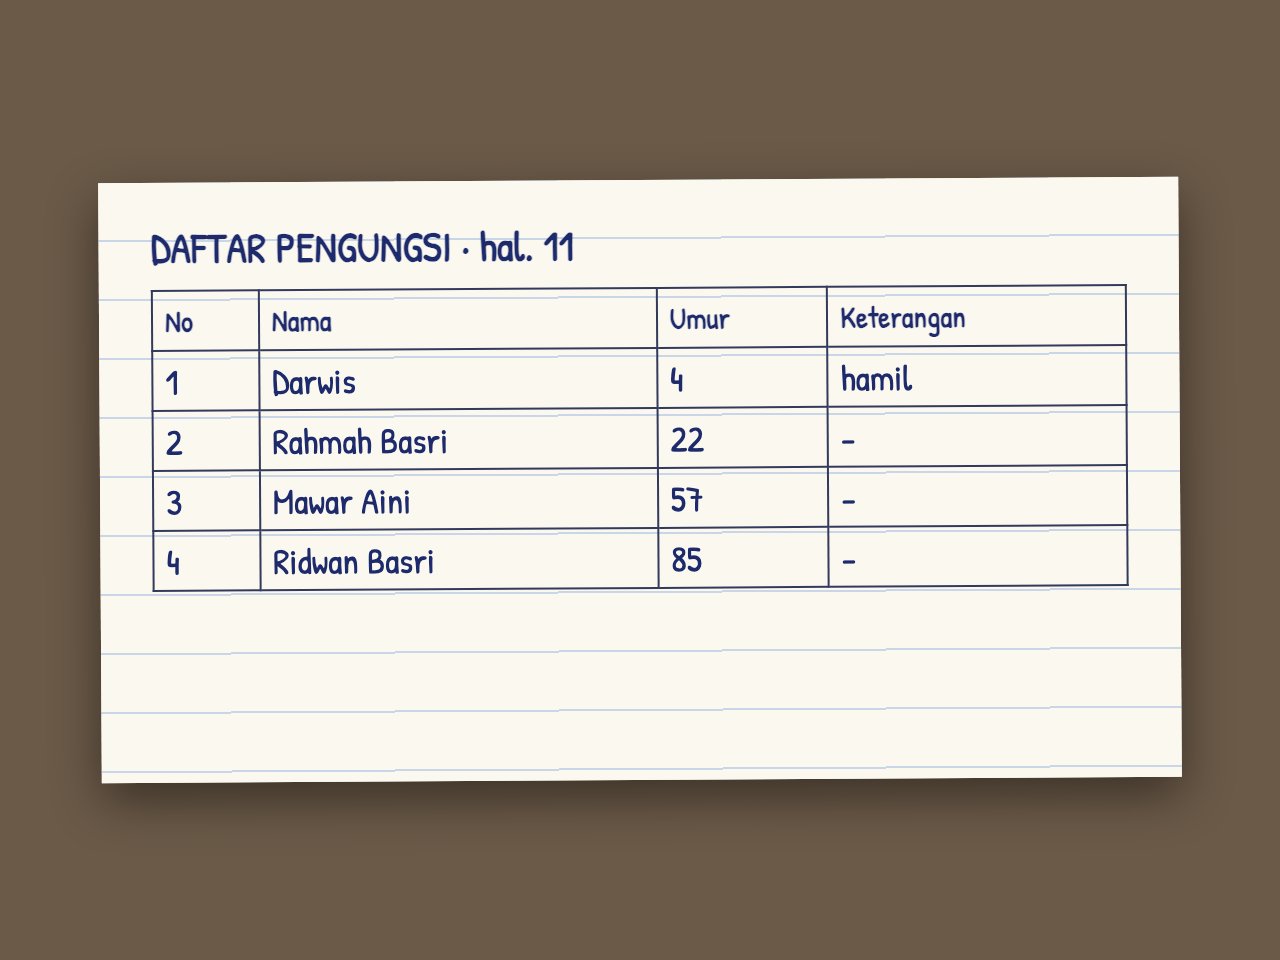 DAFTAR PENGUNGSI · hal. 11
No Nama Umur Keterangan
1 Darwis 4 hamil
2 Rahmah Basri 22 -
3 Mawar Aini 57 -
4 Ridwan Basri 85 -